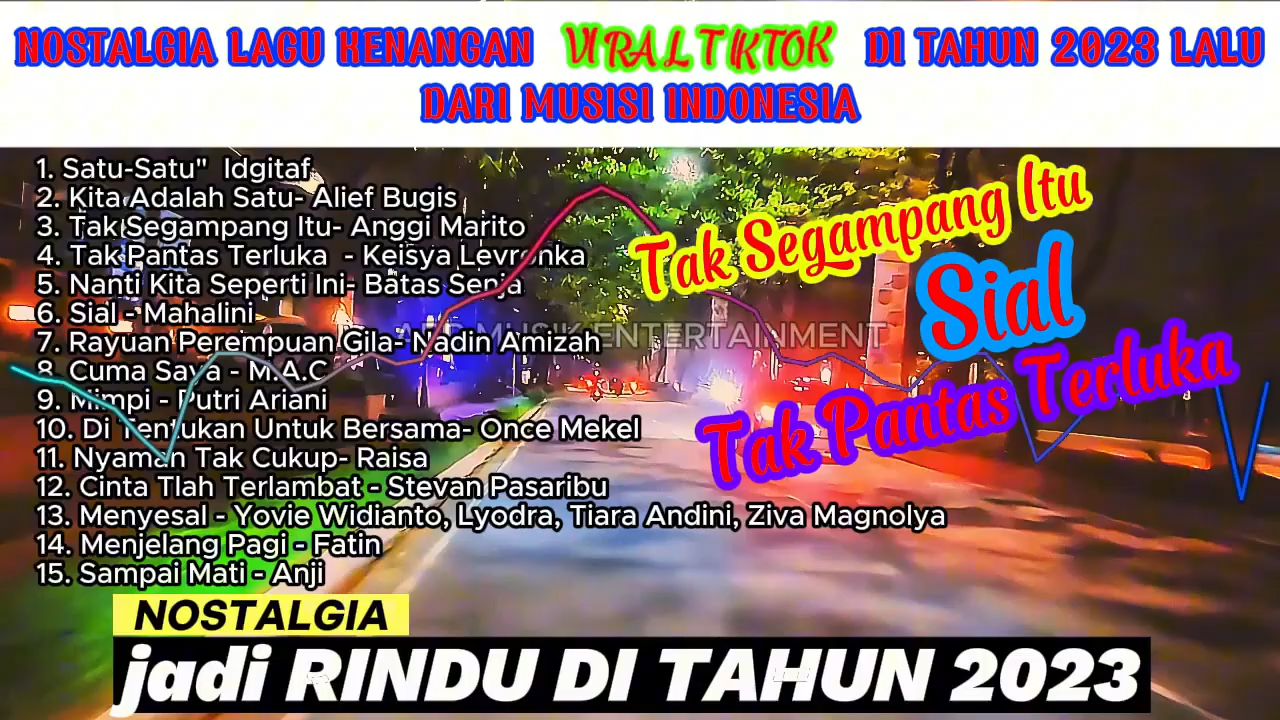 NOSTALGIA LAGU KENANGAN VIRAL TIKTOK DI TAHUN 2023 LALU
DARI MUSISI INDONESIA
1. Satu-Satu" Idgitaf
2. Kita Adalah Satu- Alief Bugis
3. Tak Segampang Itu- Anggi Marito
4. Tak Pantas Terluka - Keisya Levronka
5. Nanti Kita Seperti Ini- Batas Senja
6. Sial - Mahalini
7. Rayuan Perempuan Gila- Nadin Amizah
8. Cuma Saya - M.A.C
9. Mimpi - Putri Ariani
10. Di Tentukan Untuk Bersama- Once Mekel
11. Nyaman Tak Cukup- Raisa
12. Cinta Tlah Terlambat - Stevan Pasaribu
13. Menyesal - Yovie Widianto, Lyodra, Tiara Andini, Ziva Magnolya
14. Menjelang Pagi - Fatin
15. Sampai Mati - Anji
Tak Segampang Itu
Sial
Tak Pantas Terluka
MUSIK ENTERTAINMENT
NOSTALGIA
jadi RINDU DI TAHUN 2023